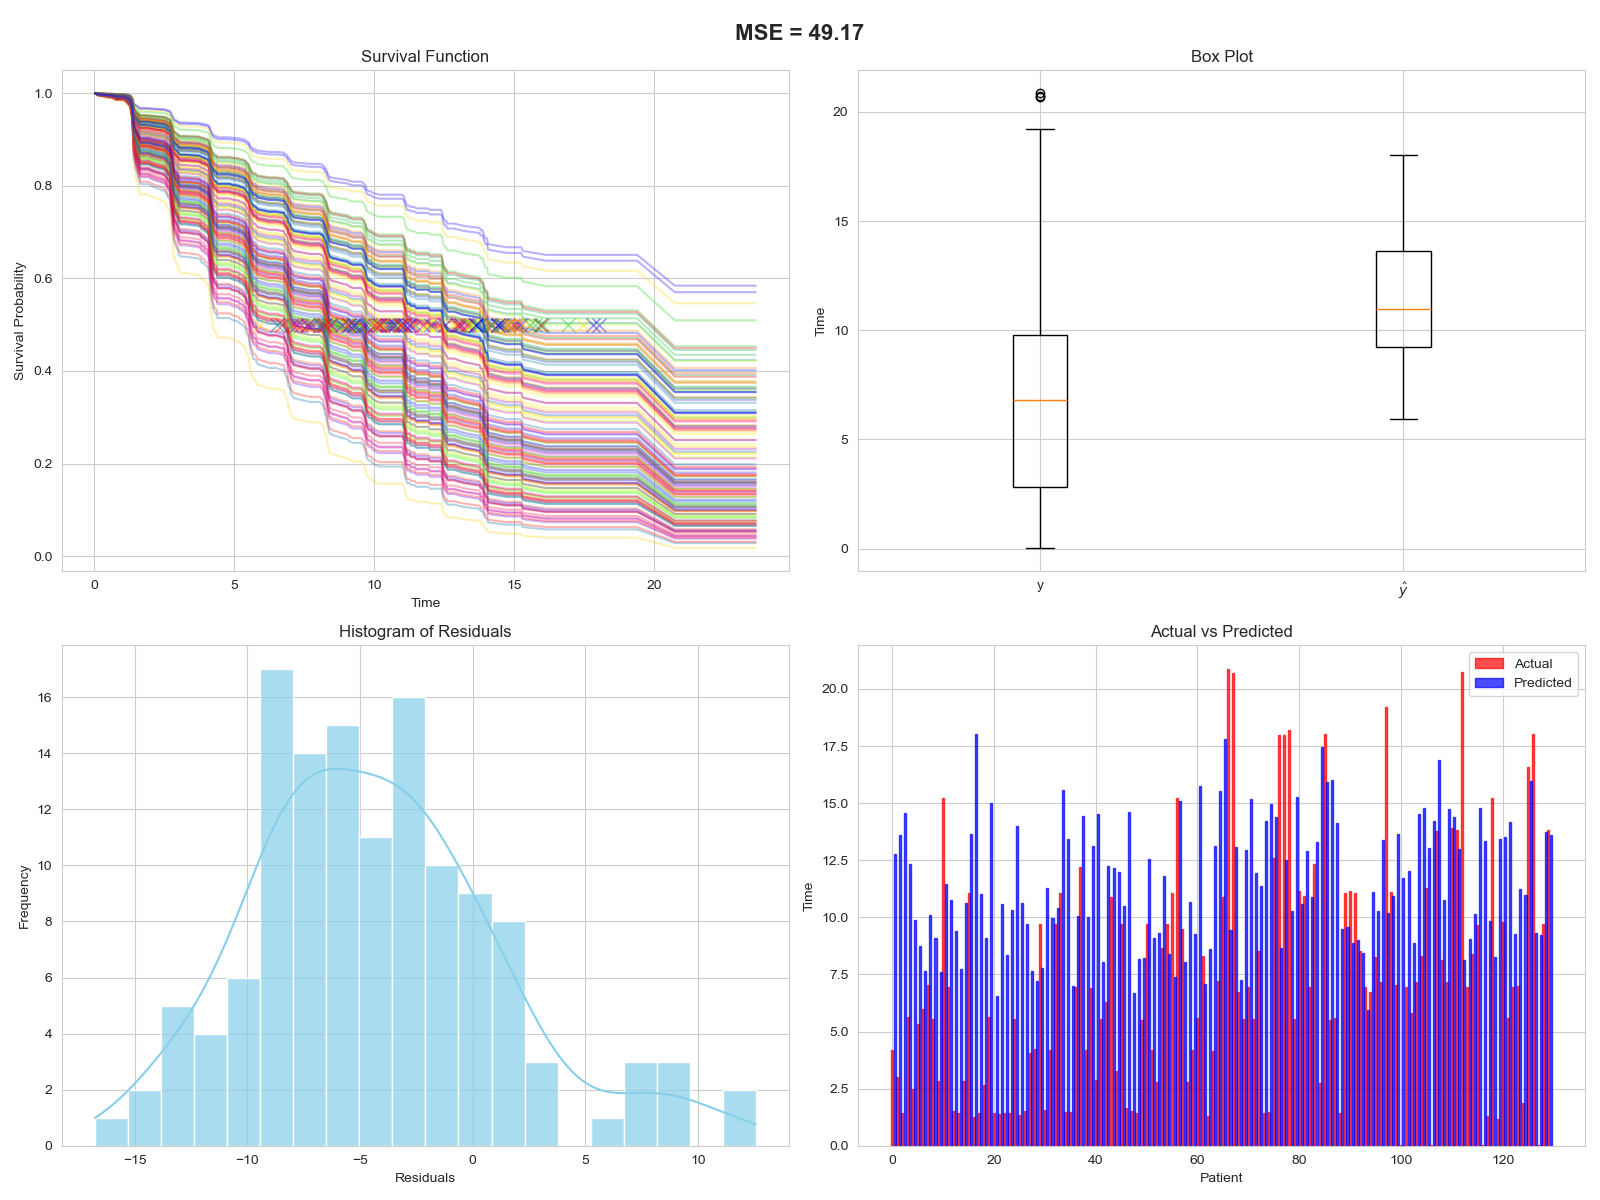 MSE = 49.17
Survival Function
1.0
0.8
0.6
0.4
0.2
0.0
Survival Probability
0
5
10
15
20
Time
Box Plot
20
15
10
5
0
Time
y
ŷ
Histogram of Residuals
16
14
12
10
8
6
4
2
0
Frequency
−15
−10
−5
0
5
10
Residuals
Actual vs Predicted
Actual
Predicted
20.0
17.5
15.0
12.5
10.0
7.5
5.0
2.5
0.0
Time
0
20
40
60
80
100
120
Patient